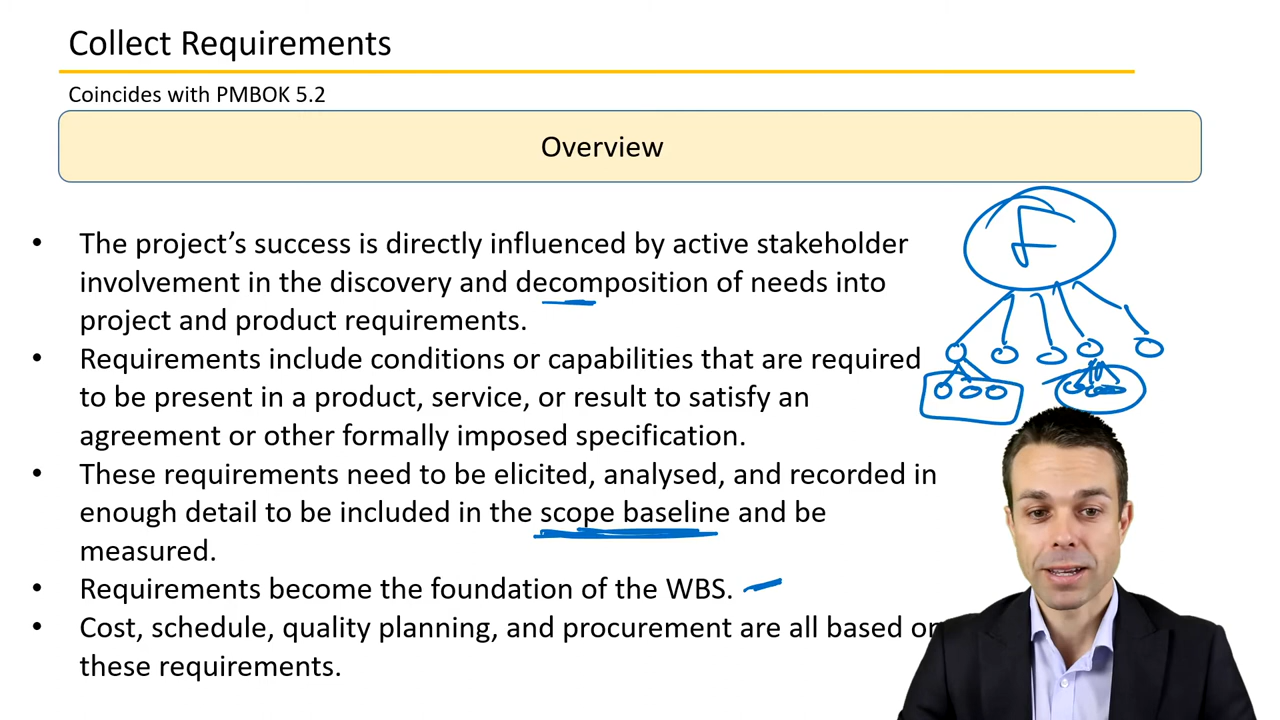 Collect Requirements
Coincides with PMBOK 5.2
Overview
• The project’s success is directly influenced by active stakeholder
involvement in the discovery and decomposition of needs into
project and product requirements.
• Requirements include conditions or capabilities that are required
to be present in a product, service, or result to satisfy an
agreement or other formally imposed specification.
• These requirements need to be elicited, analysed, and recorded in
enough detail to be included in the scope baseline and be
measured.
• Requirements become the foundation of the WBS.
• Cost, schedule, quality planning, and procurement are all based on
these requirements.